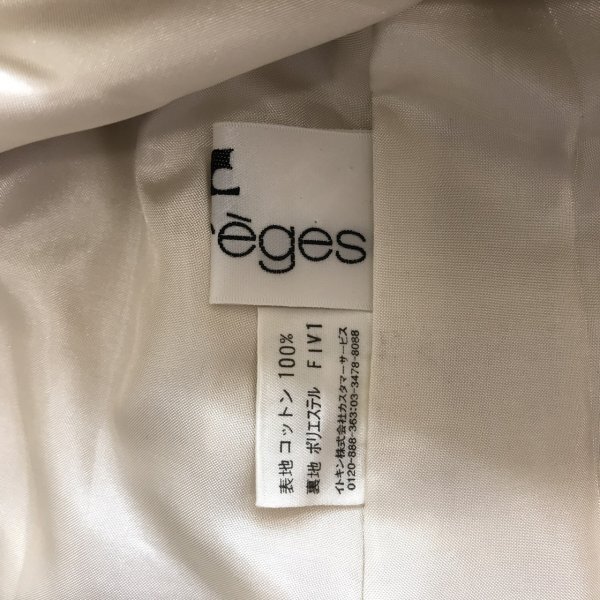 règes
表地 コットン 100%
裏地 ポリエステル FIV1
イトキン株式会社カスタマーサービス
0120-888-363:03-3478-8088